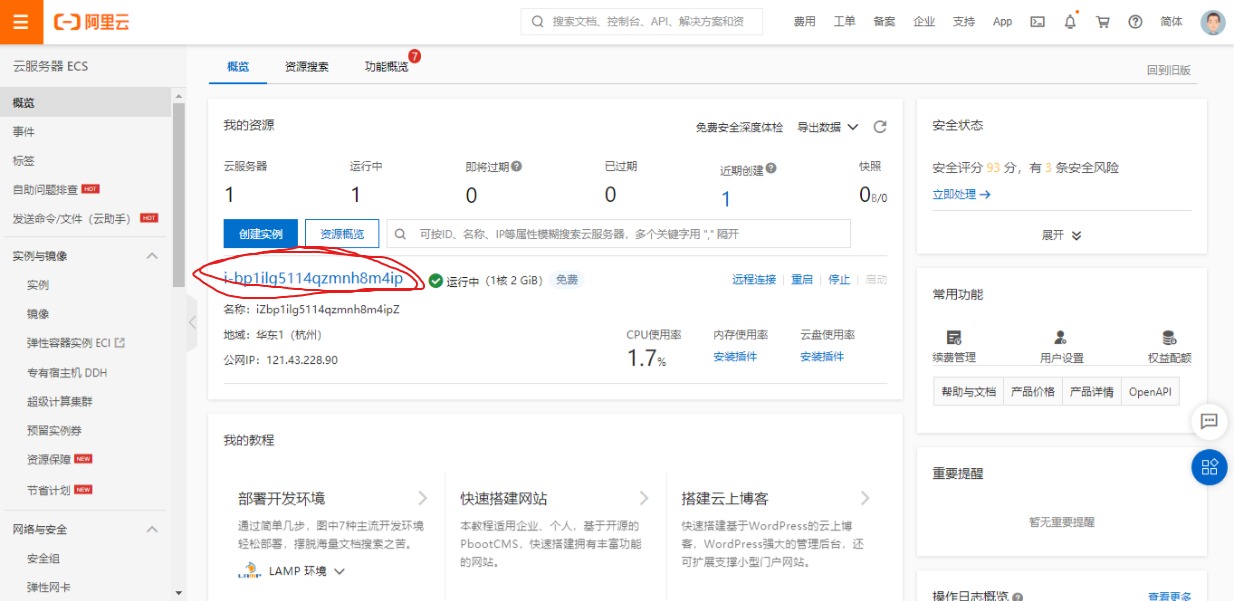 阿里云
搜索文档、控制台、API、解决方案和资
费用 工单 备案 企业 支持 App 简体
云服务器 ECS
概览
事件
标签
自助问题排查 HOT
发送命令/文件（云助手） HOT
实例与镜像
实例
镜像
弹性容器实例 ECI
专有宿主机 DDH
超级计算集群
预留实例券
资源保障 NEW
节省计划 NEW
网络与安全
安全组
弹性网卡
概览 资源搜索 功能概览 7
回到旧版
我的资源
免费安全深度体检 导出数据
云服务器 运行中 即将过期 已过期 近期创建 快照
1 1 0 0 1 0B/0
创建实例 资源概览 可按ID、名称、IP等属性模糊搜索云服务器，多个关键字用 "," 隔开
i-bp1ilg5114qzmnh8m4ip 运行中（1核 2 GiB） 免费 远程连接 重启 停止 启动
名称：iZbp1ilg5114qzmnh8m4ipZ
地域：华东1（杭州）
公网IP：121.43.228.90
CPU使用率 内存使用率 云盘使用率
1.7% 安装插件 安装插件
我的教程
部署开发环境
通过简单几步，图中7种主流开发环境
轻松部署，摆脱海量文档搜索之苦。
LAMP LAMP 环境
快速搭建网站
本教程适用企业、个人，基于开源的
PbootCMS，快速搭建拥有丰富功能
的网站。
搭建云上博客
快速搭建基于WordPress的云上博
客，WordPress强大的管理后台，还
可扩展支撑小型门户网站。
安全状态
安全评分 93 分，有 3 条安全风险
立即处理
展开
常用功能
续费管理 用户设置 权益配额
帮助与文档 产品价格 产品详情 OpenAPI
重要提醒
暂无重要提醒
操作日志概览 查看更多